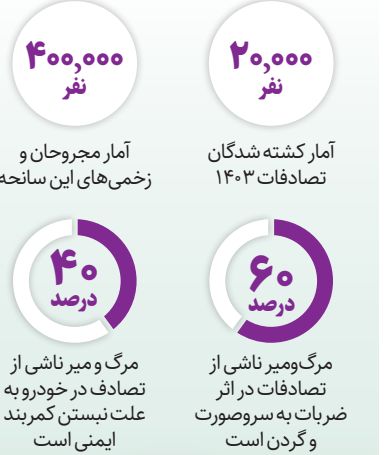 ۲۰,۰۰۰
نفر
آمار کشته شدگان
تصادفات ۱۴۰۳
۴۰۰,۰۰۰
نفر
آمار مجروحان و
زخمی‌های این سانحه
۶۰
درصد
مرگ‌ومیر ناشی از
تصادفات در اثر
ضربات به سروصورت
و گردن است
۴۰
درصد
مرگ و میر ناشی از
تصادف در خودرو به
علت نبستن کمربند
ایمنی است